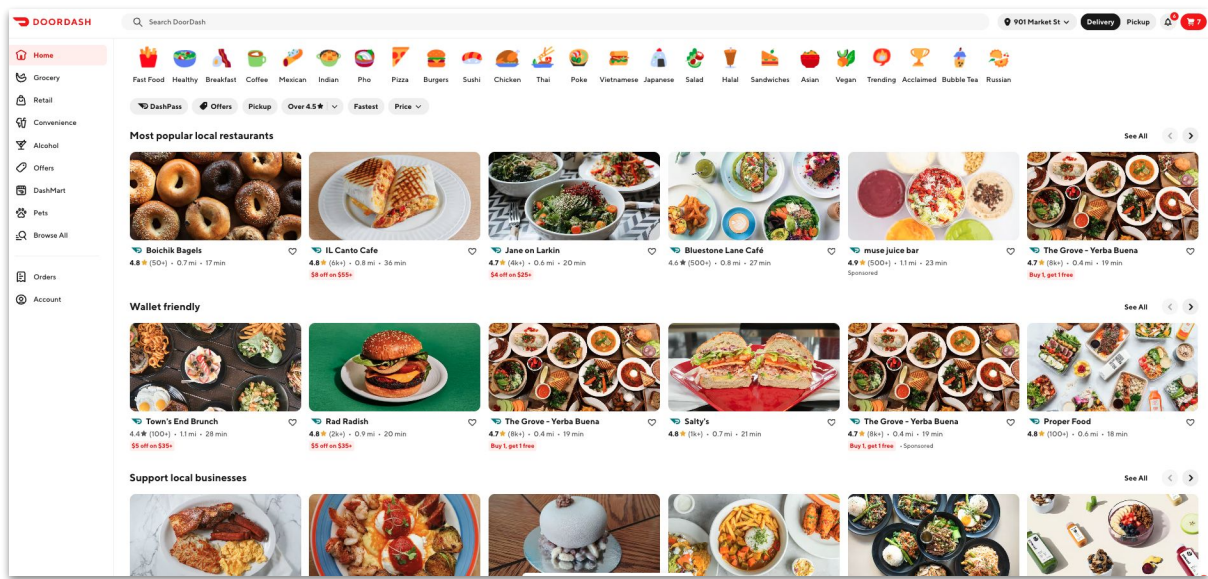 DOORDASH
Search DoorDash
901 Market St
Delivery
Pickup
6
7
Home
Grocery
Retail
Convenience
Alcohol
Offers
DashMart
Pets
Browse All
Orders
Account
Fast Food Healthy Breakfast Coffee Mexican Indian Pho Pizza Burgers Sushi Chicken Thai Poke Vietnamese Japanese Salad Halal Sandwiches Asian Vegan Trending Acclaimed Bubble Tea Russian
DashPass Offers Pickup Over 4.5★ Fastest Price
Most popular local restaurants
See All
Boichik Bagels
4.8★ (50+) • 0.7 mi • 17 min
IL Canto Cafe
4.8★ (6k+) • 0.8 mi • 36 min
$8 off on $55+
Jane on Larkin
4.7★ (4k+) • 0.6 mi • 20 min
$4 off on $25+
Bluestone Lane Café
4.6★ (500+) • 0.8 mi • 27 min
muse juice bar
4.9★ (500+) • 1.1 mi • 23 min
Sponsored
The Grove - Yerba Buena
4.7★ (8k+) • 0.4 mi • 19 min
Buy 1, get 1 free
Wallet friendly
See All
Town's End Brunch
4.4★ (100+) • 1.1 mi • 28 min
$5 off on $35+
Rad Radish
4.8★ (2k+) • 0.9 mi • 20 min
$5 off on $35+
The Grove - Yerba Buena
4.7★ (8k+) • 0.4 mi • 19 min
Buy 1, get 1 free
Salty's
4.8★ (1k+) • 0.7 mi • 21 min
The Grove - Yerba Buena
4.7★ (8k+) • 0.4 mi • 19 min
Buy 1, get 1 free • Sponsored
Proper Food
4.8★ (100+) • 0.6 mi • 18 min
Support local businesses
See All